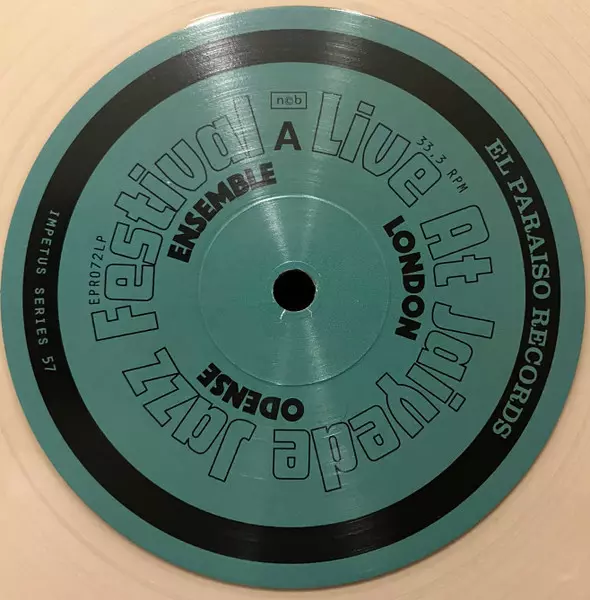 n©b
A
33,3 RPM
Live At Jaiyede Jazz Festival
LONDON
ODENSE
ENSEMBLE
EL PARAISO RECORDS
EPR072LP
IMPETUS SERIES 57